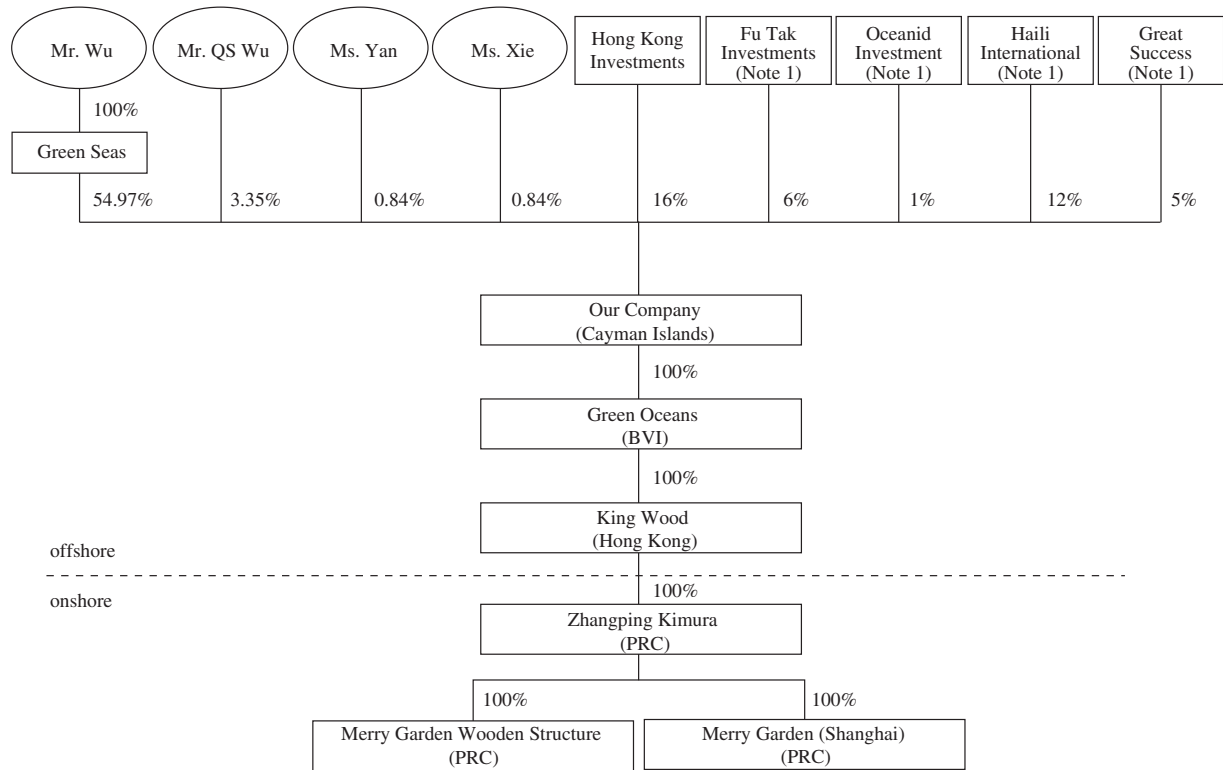 Mr. Wu
Mr. QS Wu
Ms. Yan
Ms. Xie
Hong Kong
Investments
Fu Tak
Investments
(Note 1)
Oceanid
Investment
(Note 1)
Haili
International
(Note 1)
Great
Success
(Note 1)
100%
Green Seas
54.97%
3.35%
0.84%
0.84%
16%
6%
1%
12%
5%
Our Company
(Cayman Islands)
100%
Green Oceans
(BVI)
100%
King Wood
(Hong Kong)
offshore
onshore
100%
Zhangping Kimura
(PRC)
100%
100%
Merry Garden Wooden Structure
(PRC)
Merry Garden (Shanghai)
(PRC)